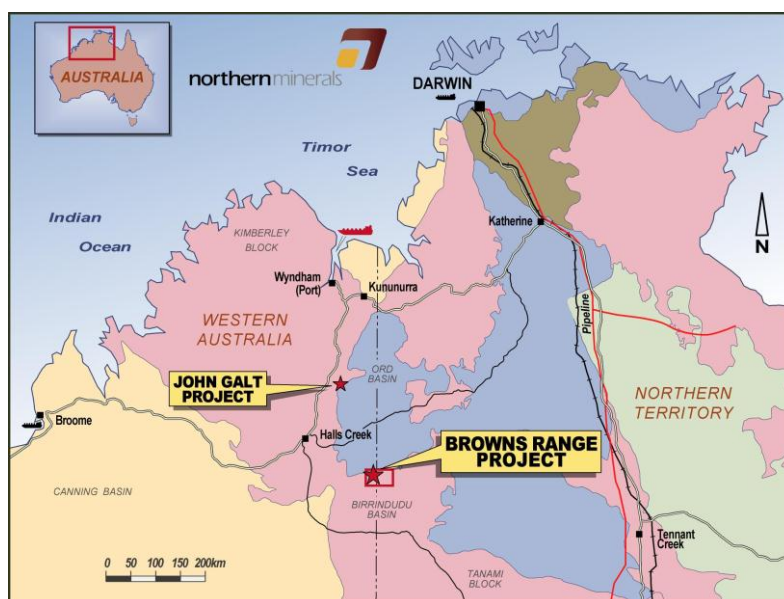 AUSTRALIA
northernminerals
DARWIN
Timor
Sea
Indian
Ocean
KIMBERLEY
BLOCK
Katherine
N
Wyndham
(Port)
Kununurra
WESTERN
AUSTRALIA
Pipeline
ORD
BASIN
JOHN GALT
PROJECT
NORTHERN
TERRITORY
Broome
Halls Creek
BROWNS RANGE
PROJECT
CANNING BASIN
BIRRINDUDU
BASIN
Tennant
Creek
0 50 100 150 200km
TANAMI
BLOCK